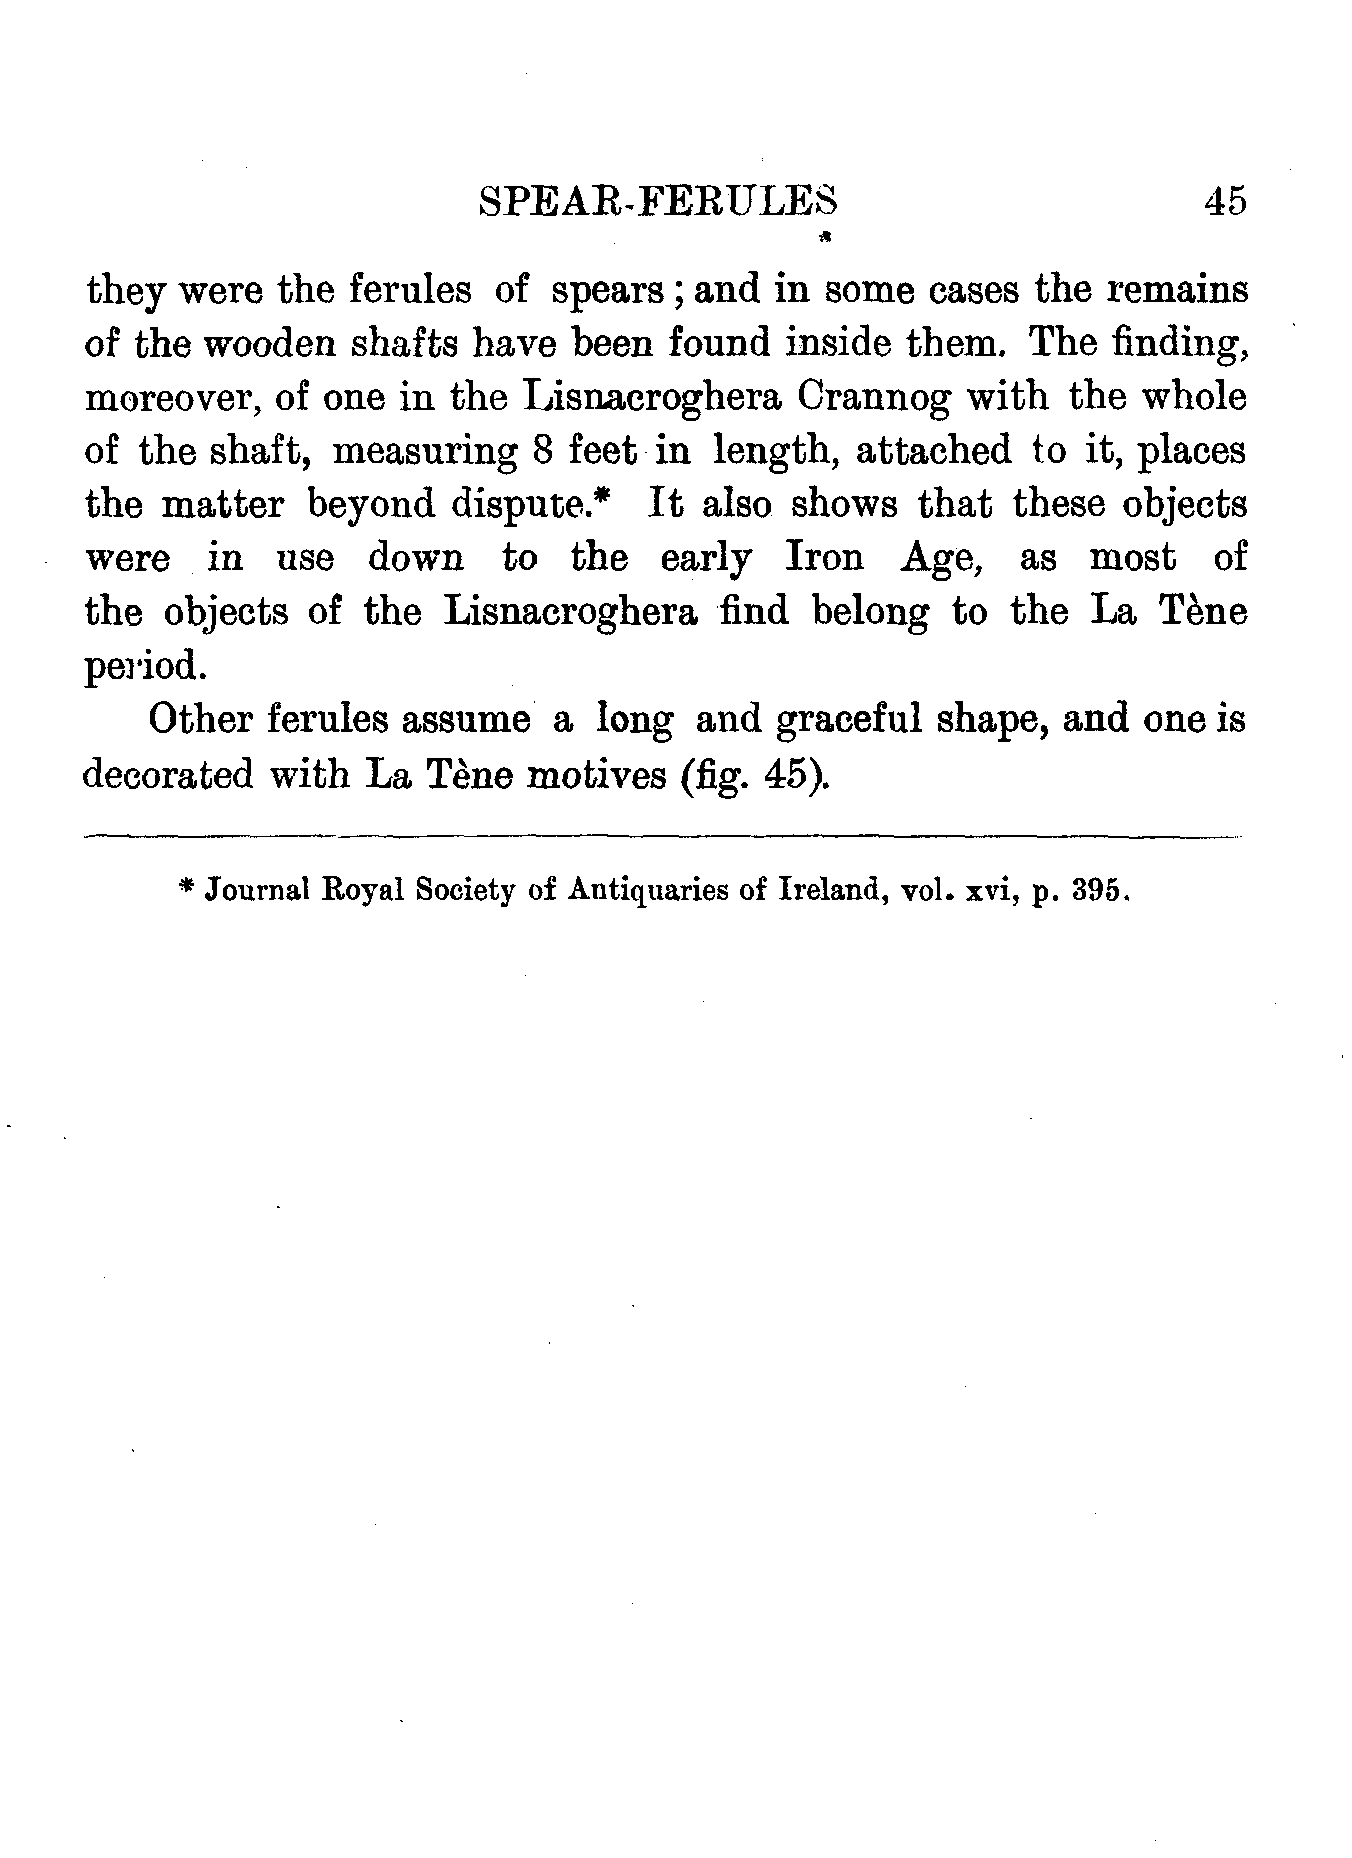 SPEAR-FERULES 45
they were the ferules of spears; and in some cases the remains
of the wooden shafts have been found inside them. The finding,
moreover, of one in the Lisnacroghera Crannog with the whole
of the shaft, measuring 8 feet in length, attached to it, places
the matter beyond dispute.* It also shows that these objects
were in use down to the early Iron Age, as most of
the objects of the Lisnacroghera find belong to the La Tène
period.
Other ferules assume a long and graceful shape, and one is
decorated with La Tène motives (fig. 45).
* Journal Royal Society of Antiquaries of Ireland, vol. xvi, p. 395.